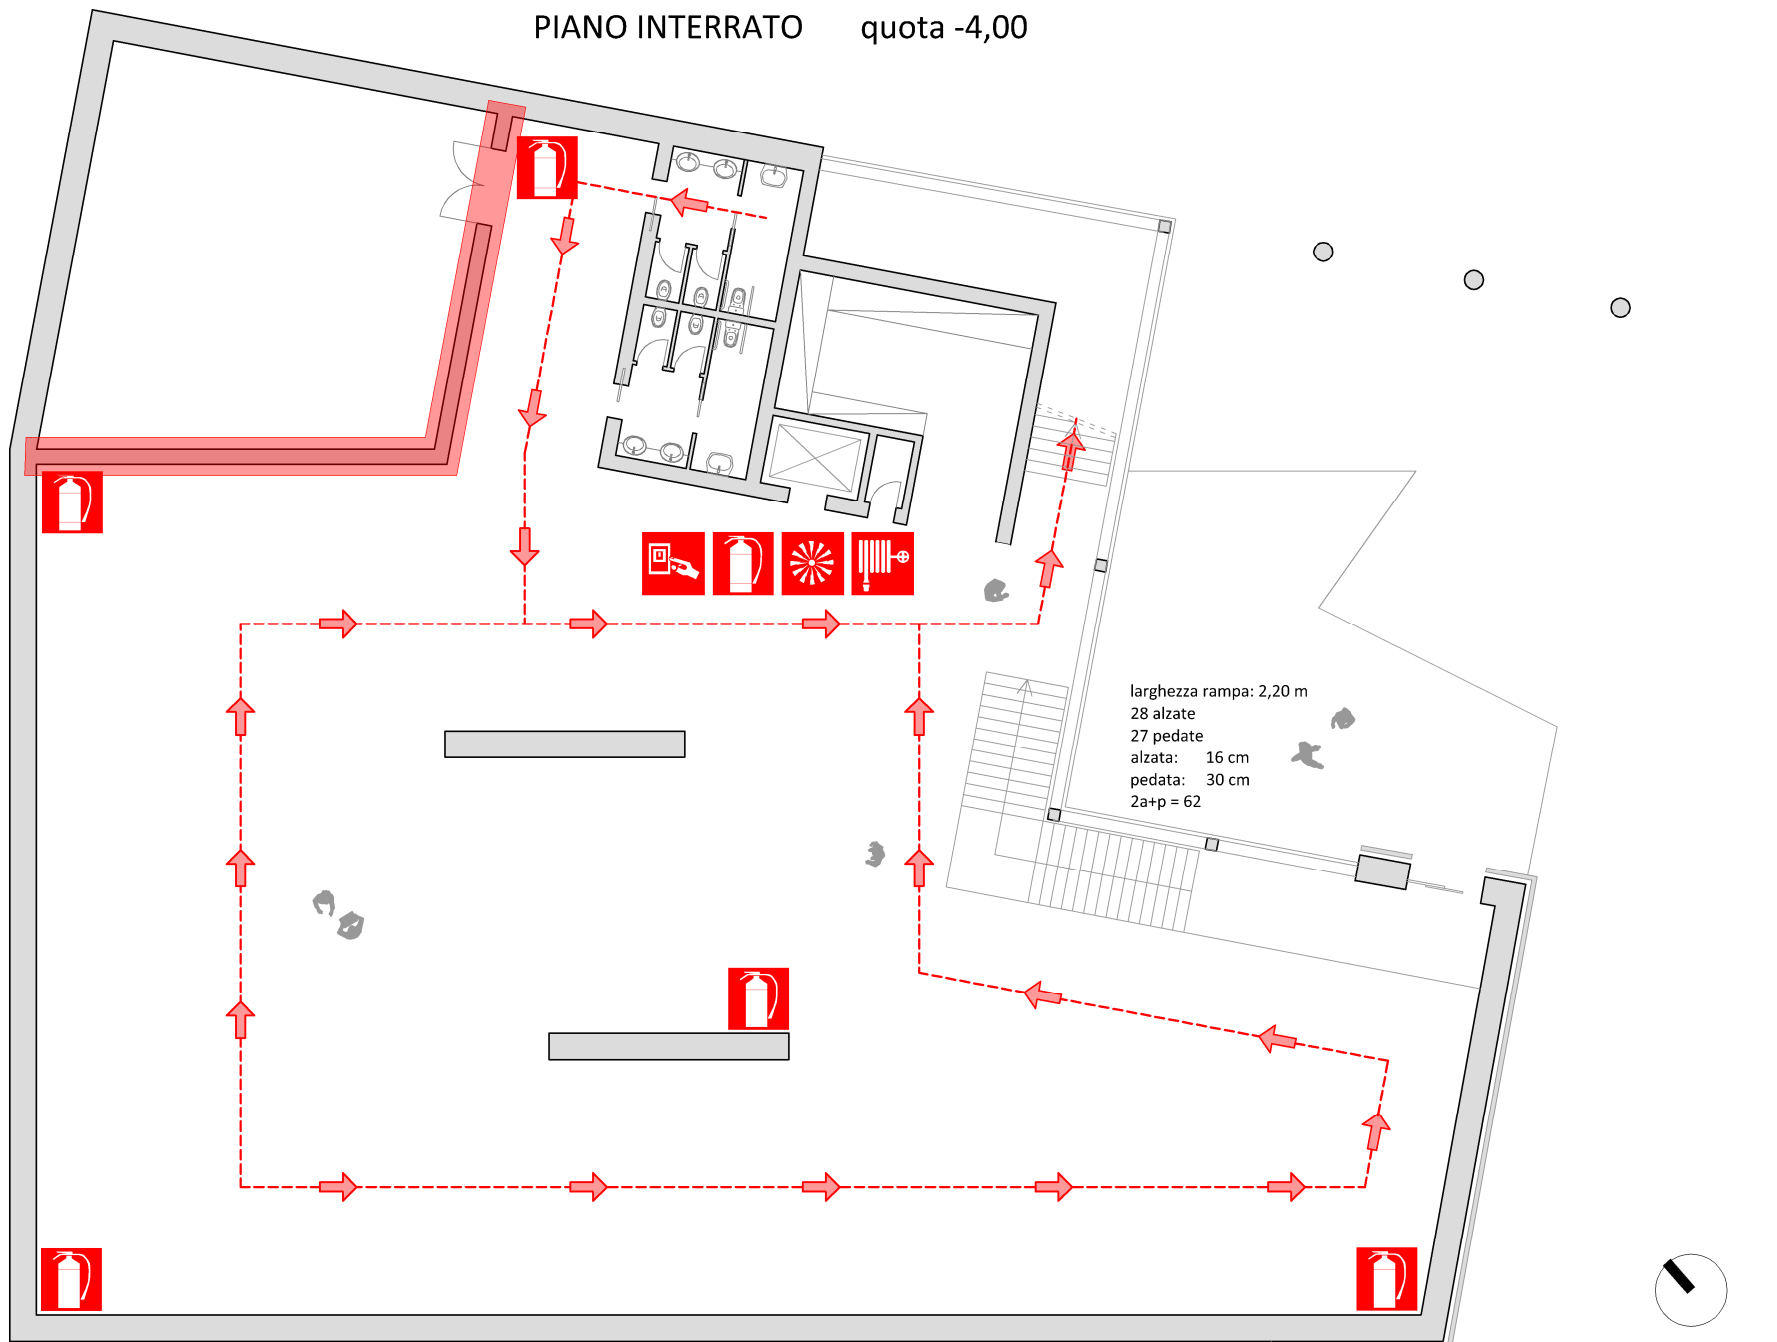 PIANO INTERRATO quota -4,00
larghezza rampa: 2,20 m
28 alzate
27 pedate
alzata: 16 cm
pedata: 30 cm
2a+p = 62